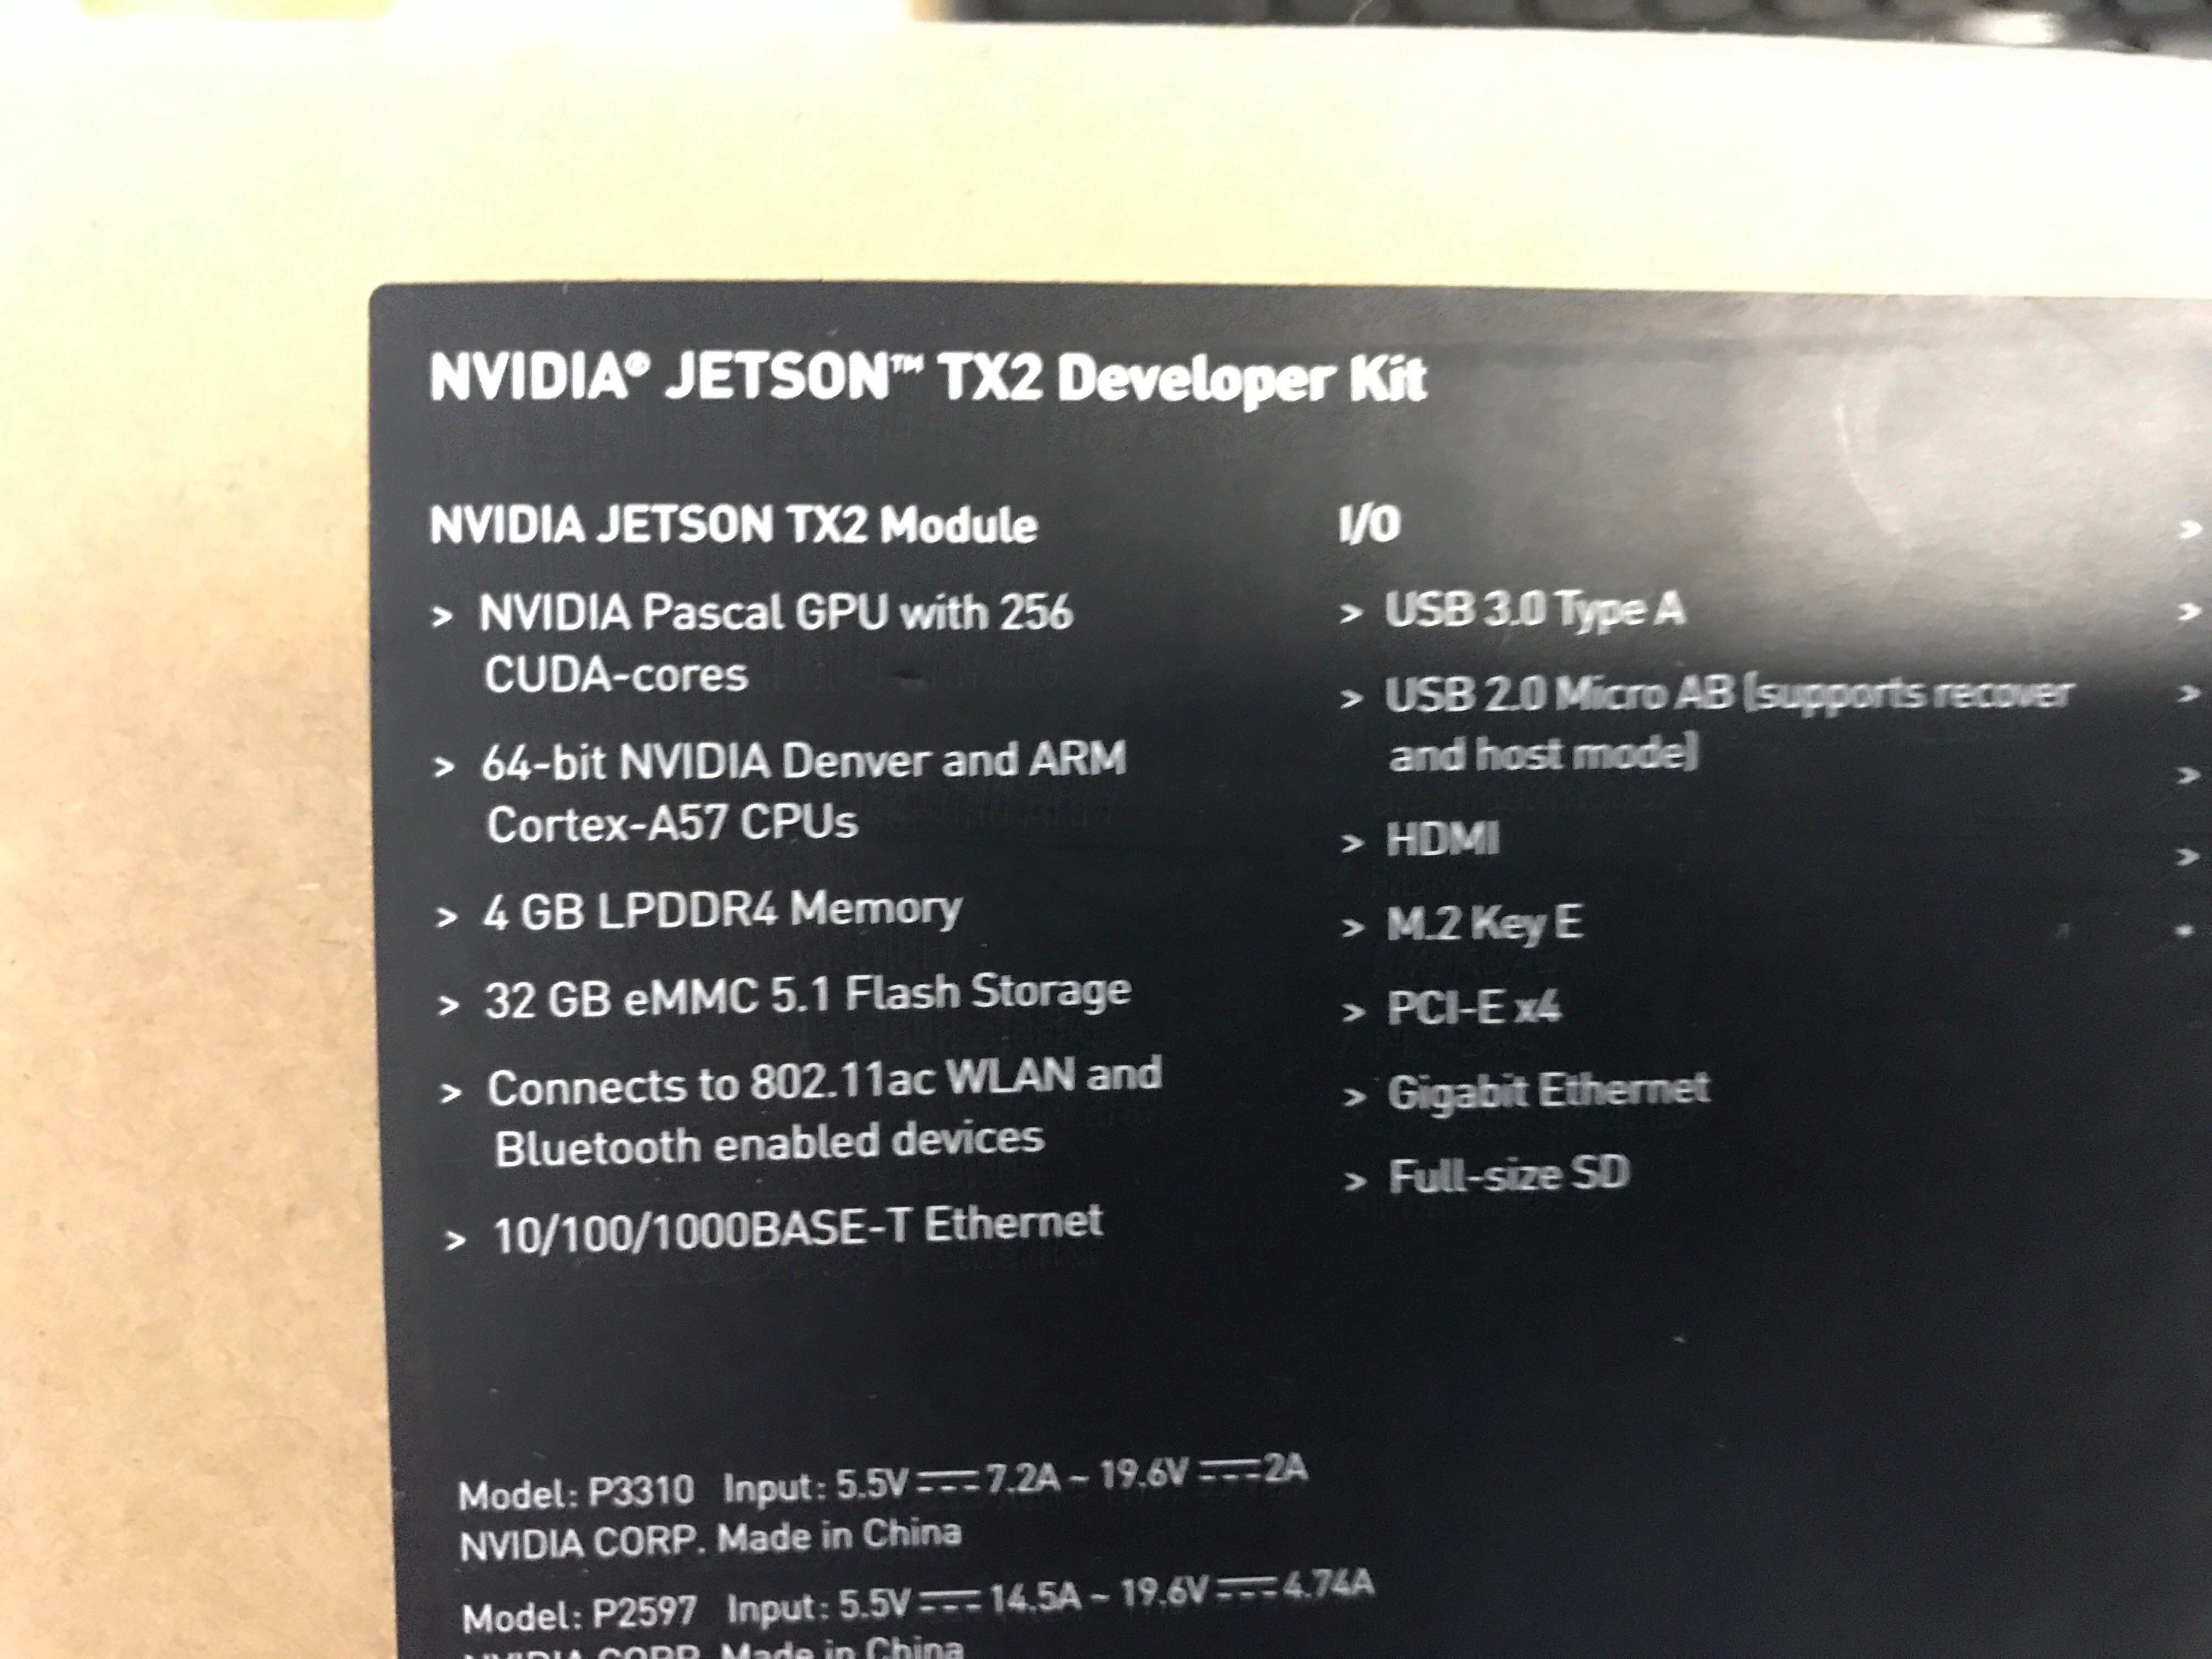 NVIDIA® JETSON™ TX2 Developer Kit
NVIDIA JETSON TX2 Module
> NVIDIA Pascal GPU with 256
CUDA-cores
> 64-bit NVIDIA Denver and ARM
Cortex-A57 CPUs
> 4 GB LPDDR4 Memory
> 32 GB eMMC 5.1 Flash Storage
> Connects to 802.11ac WLAN and
Bluetooth enabled devices
> 10/100/1000BASE-T Ethernet
I/O
> USB 3.0 Type A
> USB 2.0 Micro AB (supports recover
and host mode)
> HDMI
> M.2 Key E
> PCI-E x4
> Gigabit Ethernet
> Full-size SD
>
>
>
>
>
Model: P3310 Input: 5.5V⎓7.2A ~ 19.6V⎓2A
NVIDIA CORP. Made in China
Model: P2597 Input: 5.5V⎓14.5A ~ 19.6V⎓4.74A
NVIDIA CORP. Made in China